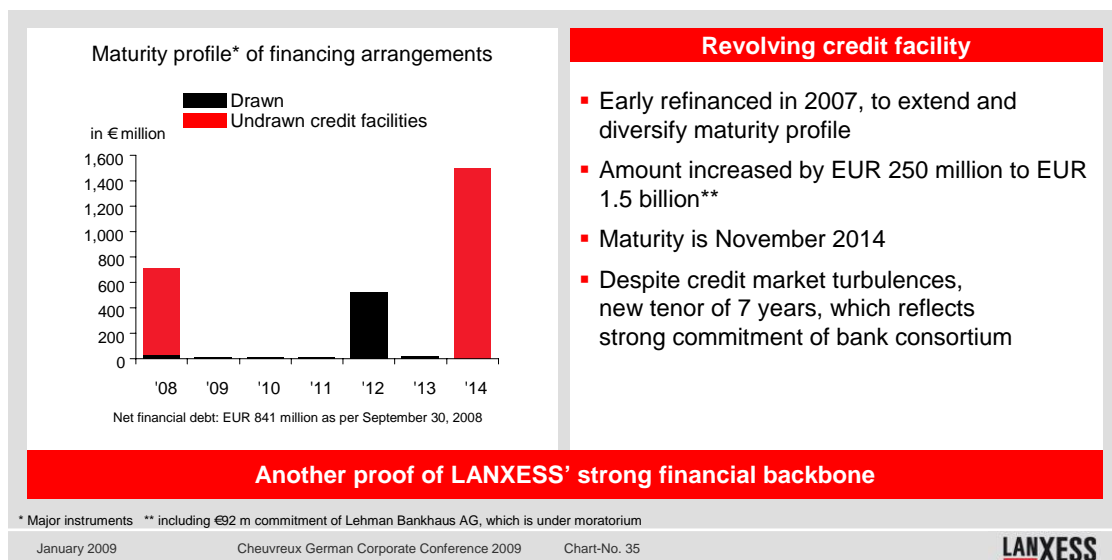 Maturity profile* of financing arrangements
Drawn
Undrawn credit facilities
in € million
1,600
1,400
1,200
1,000
800
600
400
200
0
'08 '09 '10 '11 '12 '13 '14
Net financial debt: EUR 841 million as per September 30, 2008
Revolving credit facility
Early refinanced in 2007, to extend and
diversify maturity profile
Amount increased by EUR 250 million to EUR
1.5 billion**
Maturity is November 2014
Despite credit market turbulences,
new tenor of 7 years, which reflects
strong commitment of bank consortium
Another proof of LANXESS’ strong financial backbone
* Major instruments ** including €92 m commitment of Lehman Bankhaus AG, which is under moratorium
January 2009 Cheuvreux German Corporate Conference 2009 Chart-No. 35
LANXESS